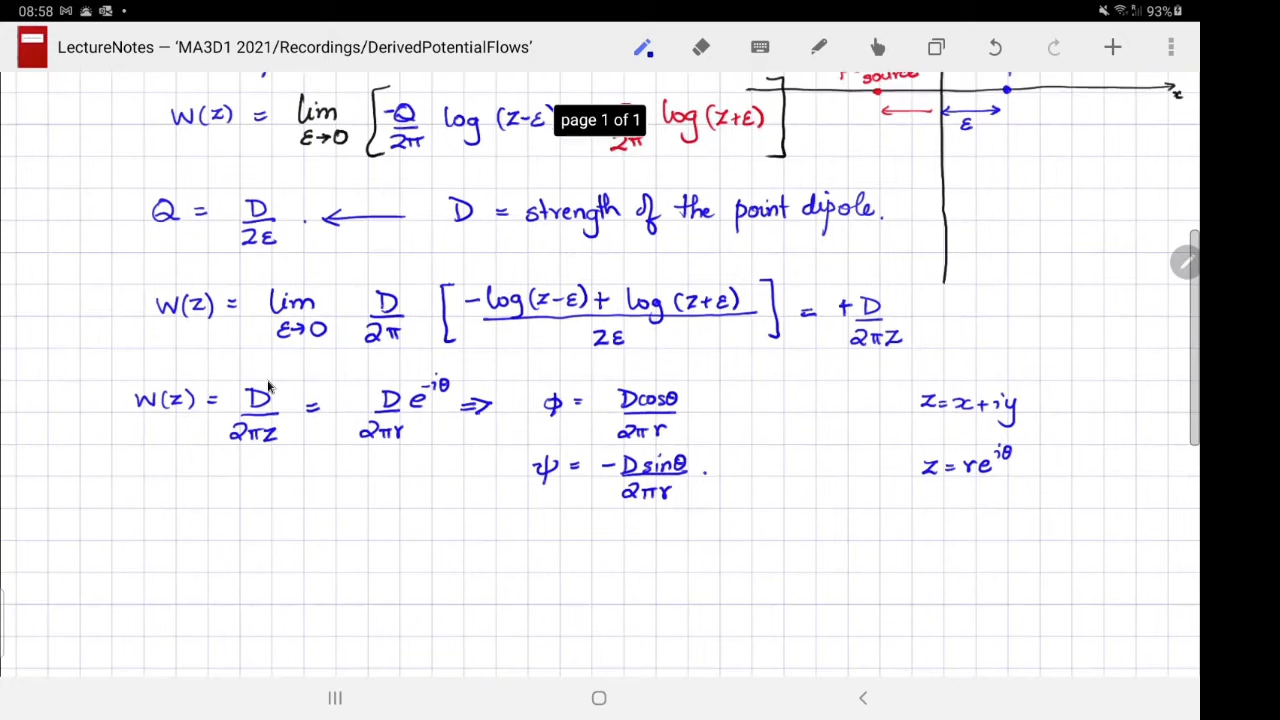 08:58 93%
LectureNotes — ‘MA3D1 2021/Recordings/DerivedPotentialFlows’
source
x
W(z) = lim ε→0 [ -Q/2π log (z-ε) 2π log(z+ε) ]
page 1 of 1
ε
Q = D/2ε . ← D = strength of the point dipole.
W(z) = lim ε→0 D/2π [ -log(z-ε) + log(z+ε) / 2ε ] = + D/2πz
W(z) = D/2πz = D/2πr e^-iθ ⇒ φ = Dcosθ/2πr z=x+iy
ψ = -Dsinθ/2πr . z=re^iθ